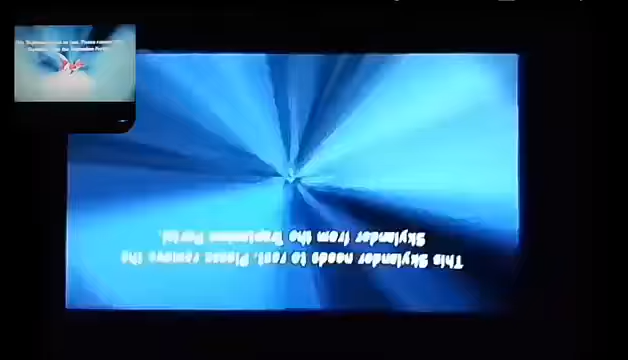 This Skylander needs to rest. Please remove the
Skylander from the Traptanium Portal.